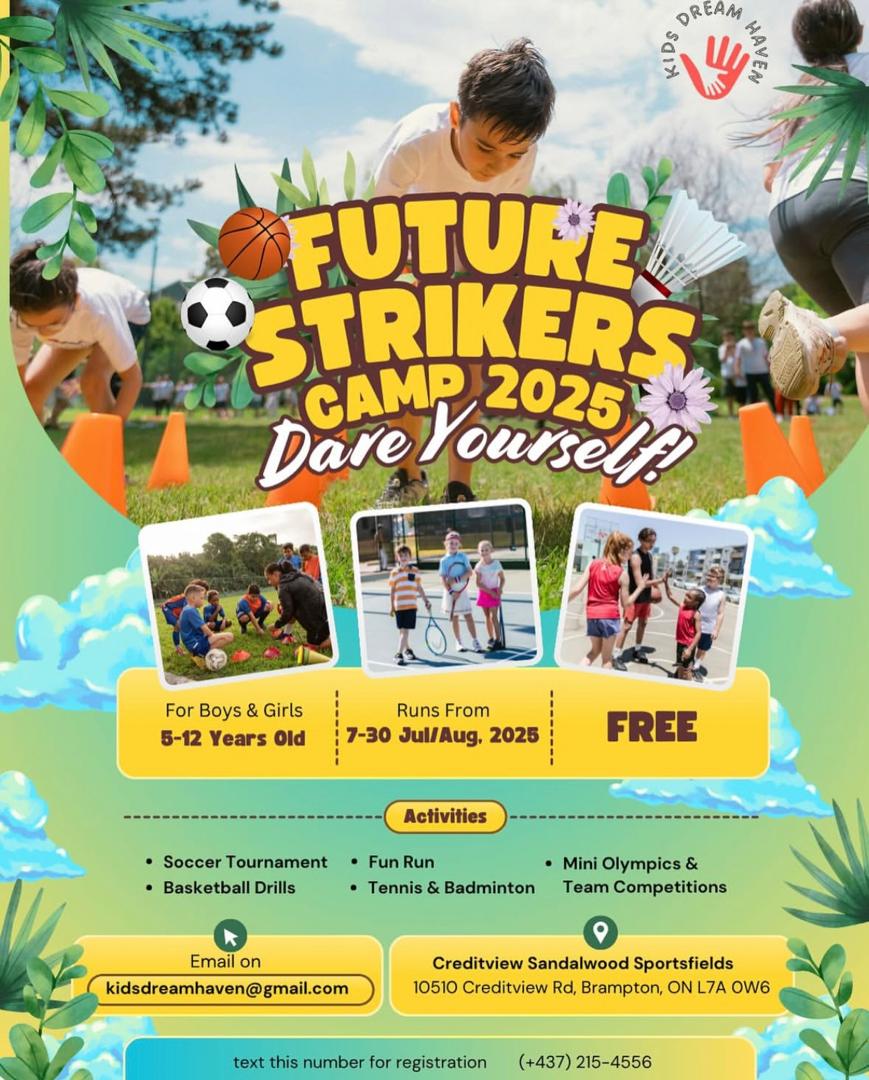 KIDS DREAM HAVEN
FUTURE
STRIKERS
CAMP 2025
Dare Yourself!
For Boys & Girls
5-12 Years Old
Runs From
7-30 Jul/Aug, 2025
FREE
Activities
• Soccer Tournament
• Basketball Drills
• Fun Run
• Tennis & Badminton
• Mini Olympics &
Team Competitions
Email on
kidsdreamhaven@gmail.com
Creditview Sandalwood Sportsfields
10510 Creditview Rd, Brampton, ON L7A 0W6
text this number for registration (+437) 215-4556